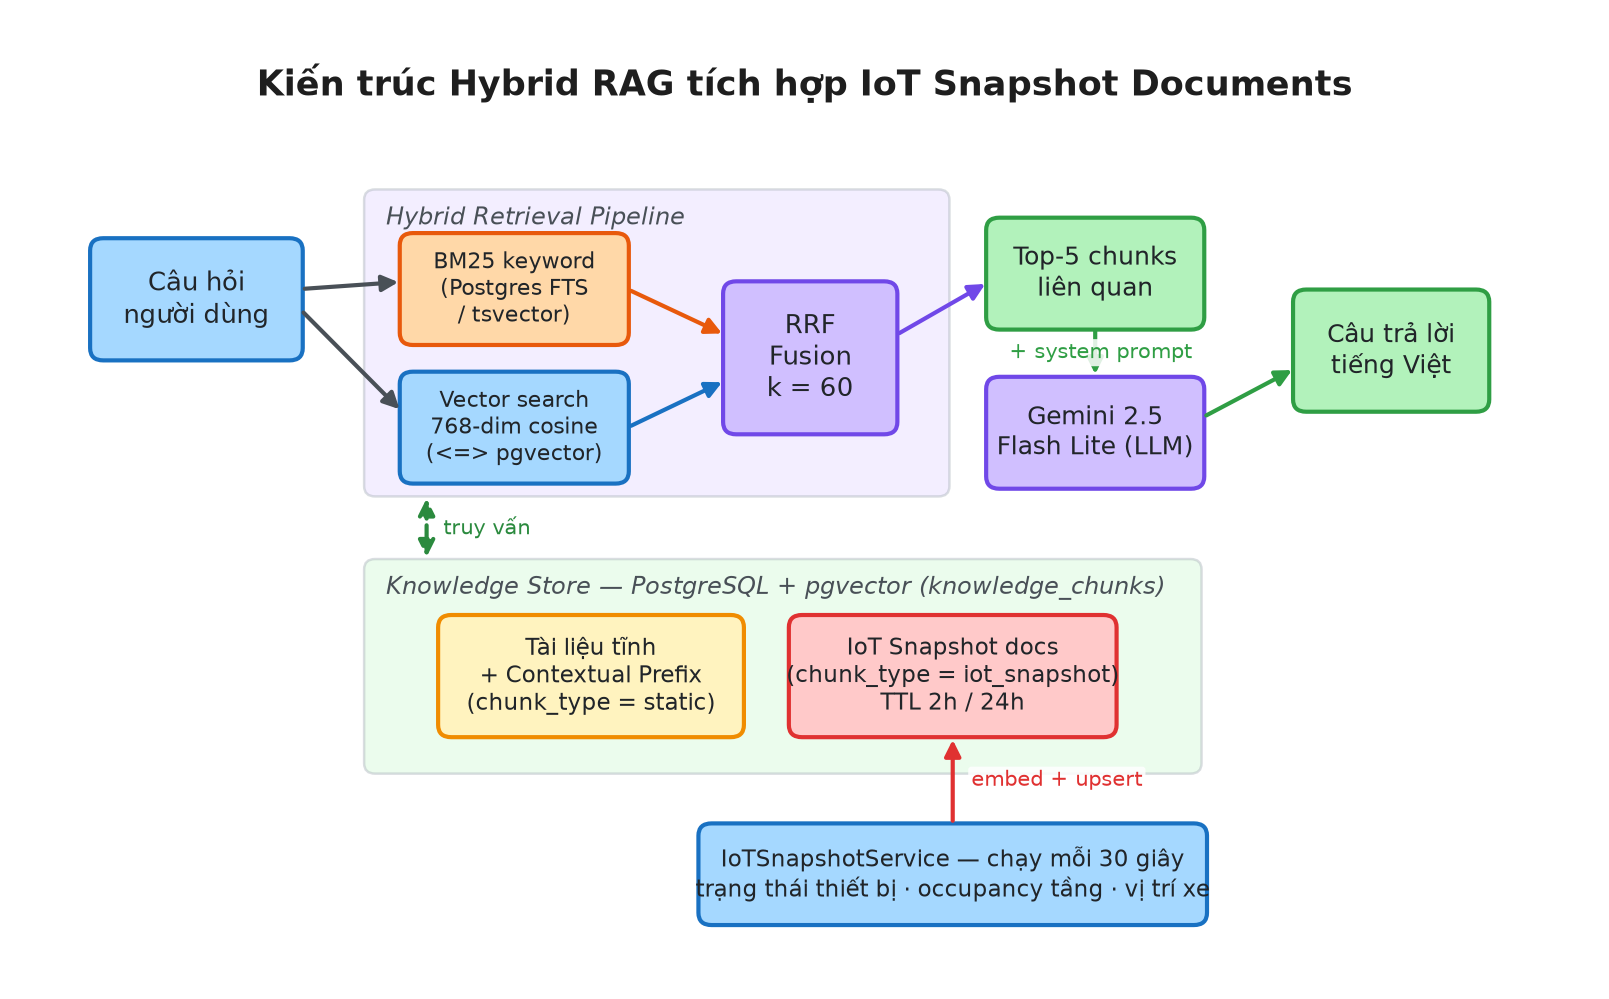 Kiến trúc Hybrid RAG tích hợp IoT Snapshot Documents
Câu hỏi
người dùng
Hybrid Retrieval Pipeline
BM25 keyword
(Postgres FTS
/ tsvector)
Vector search
768-dim cosine
(<=> pgvector)
RRF
Fusion
k = 60
Top-5 chunks
liên quan
+ system prompt
Gemini 2.5
Flash Lite (LLM)
Câu trả lời
tiếng Việt
truy vấn
Knowledge Store — PostgreSQL + pgvector (knowledge_chunks)
Tài liệu tĩnh
+ Contextual Prefix
(chunk_type = static)
IoT Snapshot docs
(chunk_type = iot_snapshot)
TTL 2h / 24h
embed + upsert
IoTSnapshotService — chạy mỗi 30 giây
trạng thái thiết bị · occupancy tầng · vị trí xe